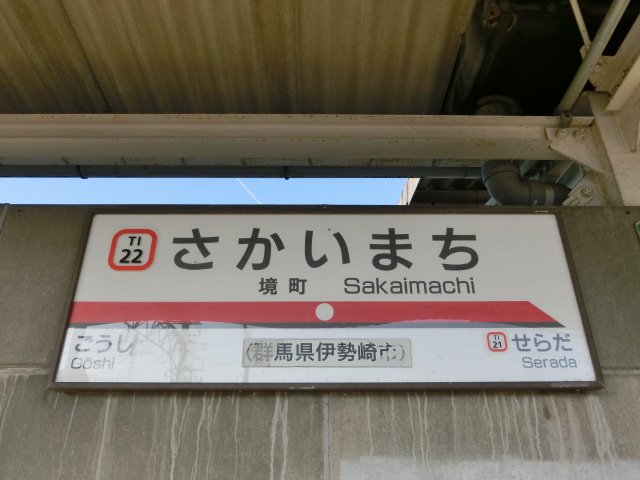 TI
22
さかいまち
境町 Sakaimachi
ごうし
Gōshi
(群馬県伊勢崎市)
TI
21
せらだ
Serada